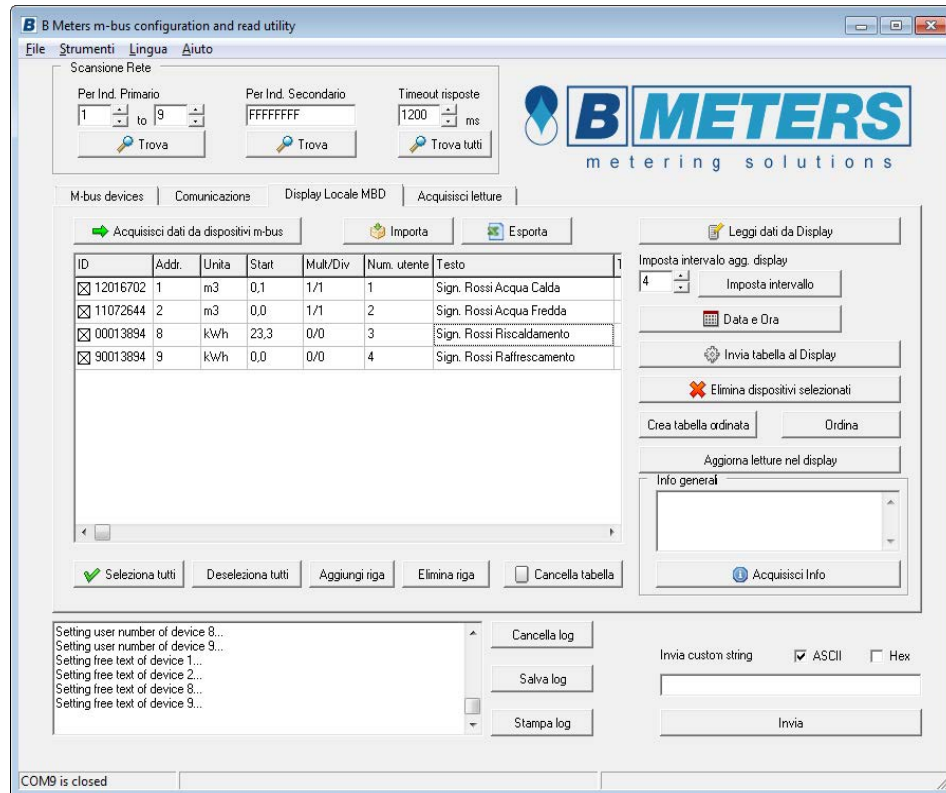 B B Meters m-bus configuration and read utility
File Strumenti Lingua Aiuto
Scansione Rete
Per Ind. Primario Per Ind. Secondario Timeout risposte
1 to 9 FFFFFFFF 1200 ms
Trova Trova Trova tutti
B METERS
metering solutions
M-bus devices Comunicazione Display Locale MBD Acquisisci letture
Acquisisci dati da dispositivi m-bus Importa Esporta Leggi dati da Display
ID Addr. Unita Start Mult/Div Num. utente Testo
12016702 1 m3 0,1 1/1 1 Sign. Rossi Acqua Calda
11072644 2 m3 0,0 1/1 2 Sign. Rossi Acqua Fredda
00013894 8 kWh 23,3 0/0 3 Sign. Rossi Riscaldamento
90013894 9 kWh 0,0 0/0 4 Sign. Rossi Raffrescamento
Imposta intervalo agg. display
4 Imposta intervallo
Data e Ora
Invia tabella al Display
Elimina dispositivi selezionati
Crea tabella ordinata Ordina
Aggiorna letture nel display
Info generali
Acquisisci Info
Seleziona tutti Deseleziona tutti Aggiungi riga Elimina riga Cancella tabella
Setting user number of device 8...
Setting user number of device 9...
Setting free text of device 1...
Setting free text of device 2...
Setting free text of device 8...
Setting free text of device 9...
Cancella log
Salva log
Stampa log
Invia custom string ASCII Hex
Invia
COM9 is closed